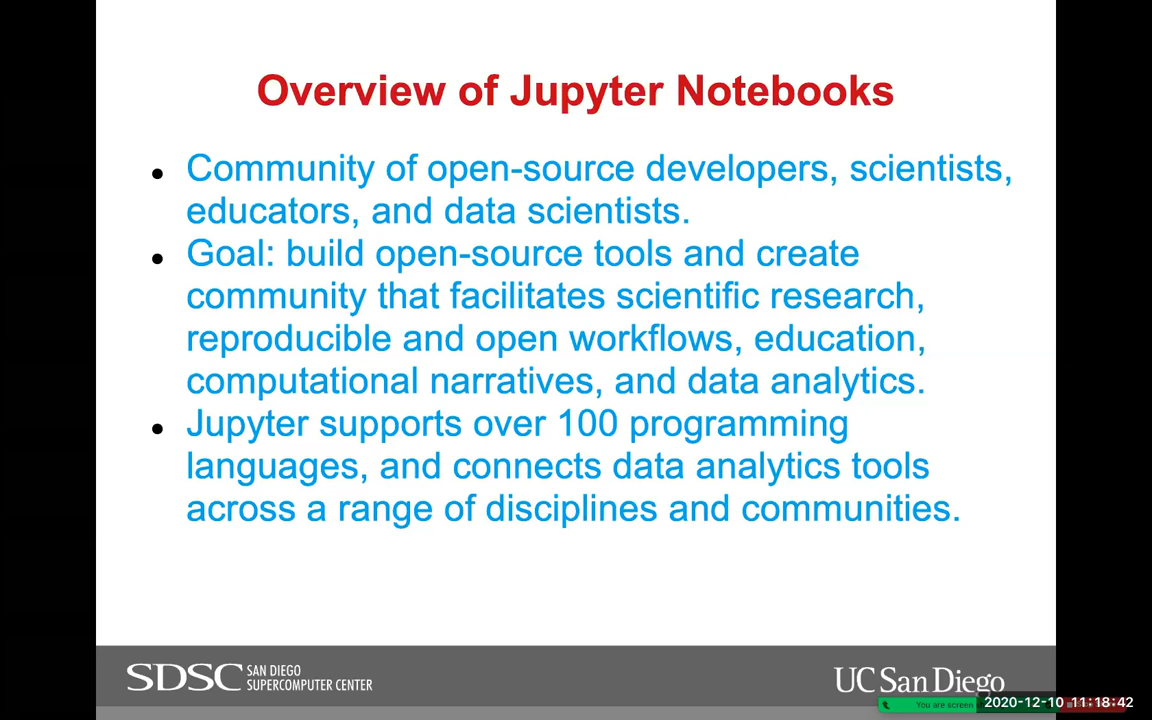 Overview of Jupyter Notebooks
• Community of open-source developers, scientists,
educators, and data scientists.
• Goal: build open-source tools and create
community that facilitates scientific research,
reproducible and open workflows, education,
computational narratives, and data analytics.
• Jupyter supports over 100 programming
languages, and connects data analytics tools
across a range of disciplines and communities.
SDSC SAN DIEGO
SUPERCOMPUTER CENTER
UC San Diego
You are screen
2020-12-10 11:18:42